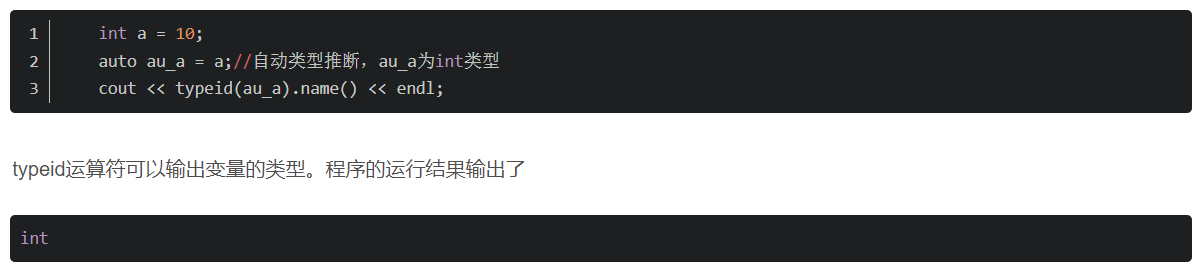 1 int a = 10;
2 auto au_a = a;//自动类型推断，au_a为int类型
3 cout << typeid(au_a).name() << endl;
typeid运算符可以输出变量的类型。程序的运行结果输出了
int